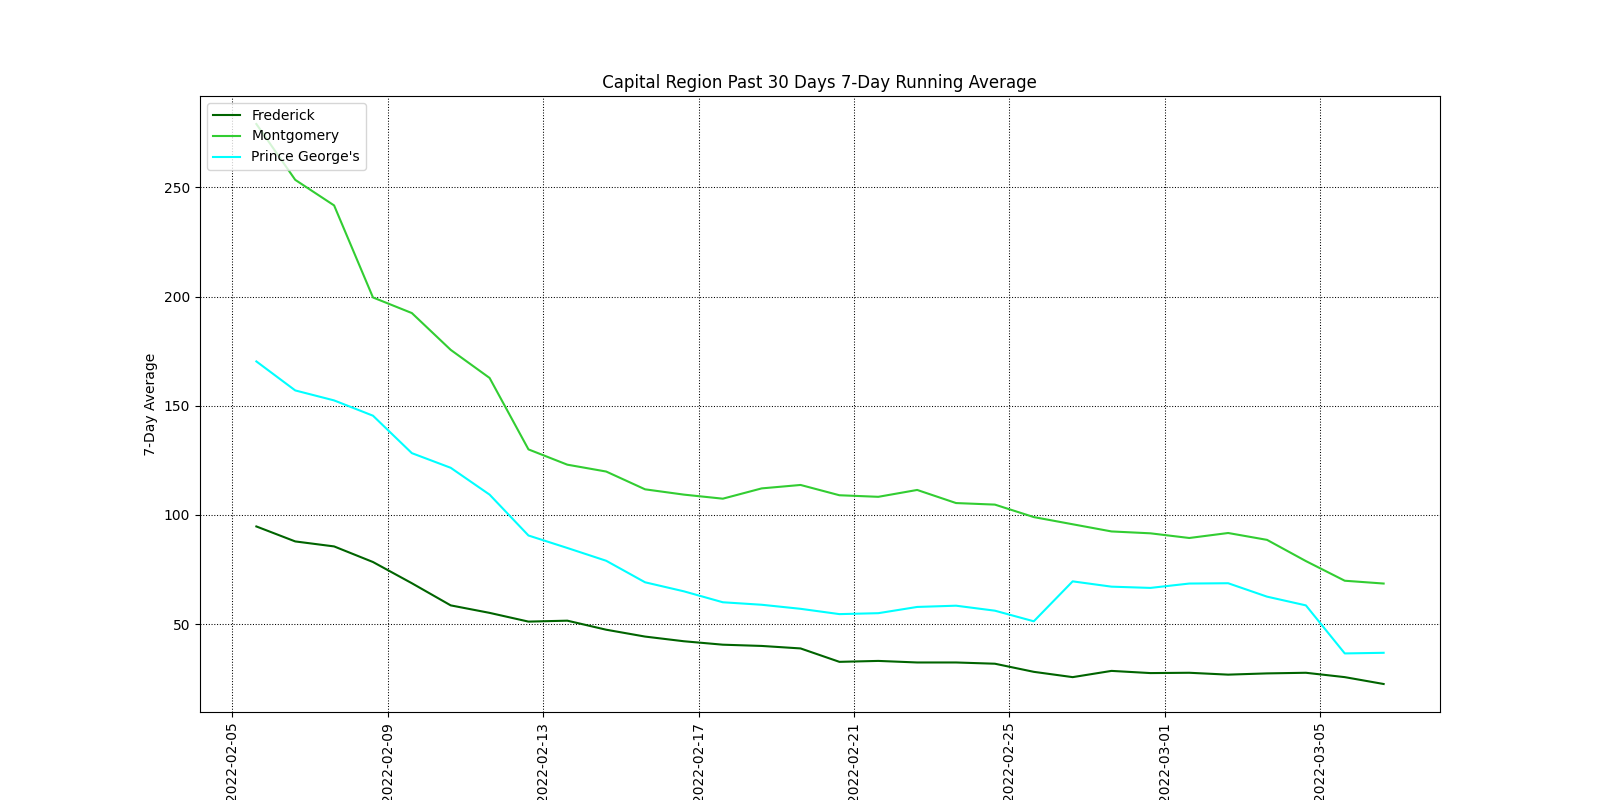 Capital Region Past 30 Days 7-Day Running Average
Frederick
Montgomery
Prince George's
250
200
150
100
50
7-Day Average
2022-02-05
2022-02-09
2022-02-13
2022-02-17
2022-02-21
2022-02-25
2022-03-01
2022-03-05